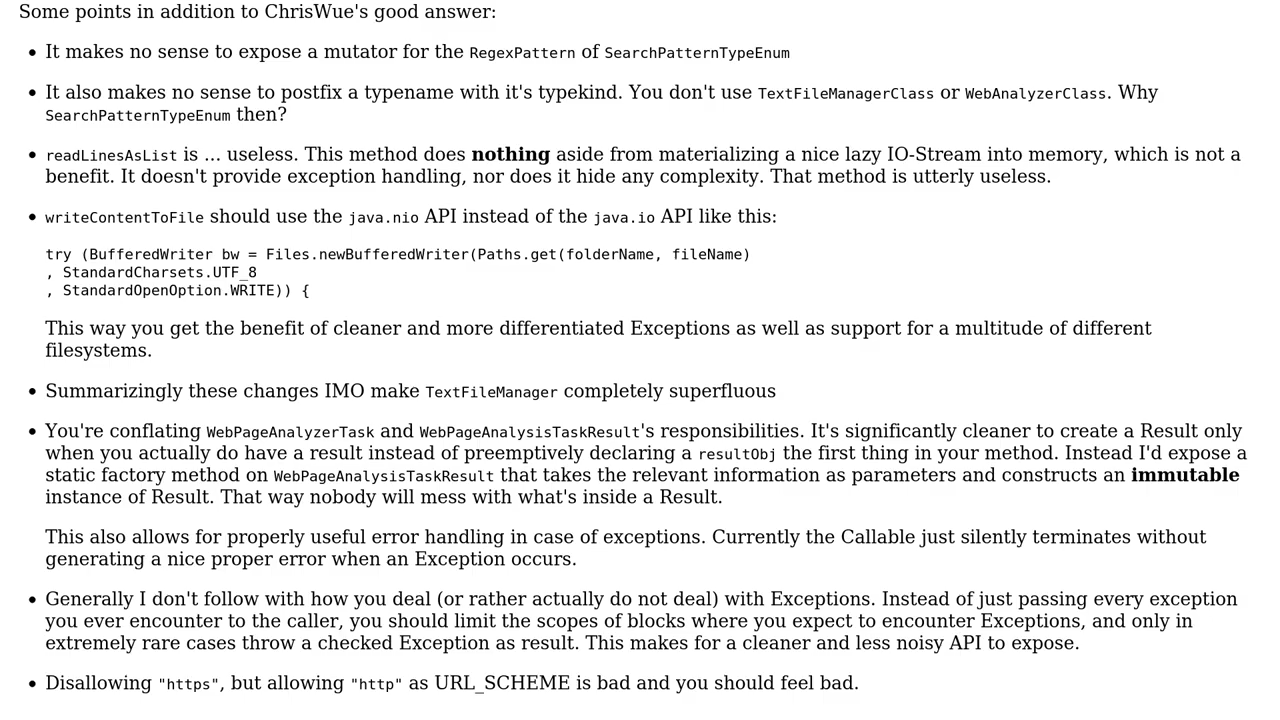 Some points in addition to ChrisWue's good answer:
• It makes no sense to expose a mutator for the RegexPattern of SearchPatternTypeEnum
• It also makes no sense to postfix a typename with it's typekind. You don't use TextFileManagerClass or WebAnalyzerClass. Why
SearchPatternTypeEnum then?
• readLinesAsList is ... useless. This method does nothing aside from materializing a nice lazy IO-Stream into memory, which is not a
benefit. It doesn't provide exception handling, nor does it hide any complexity. That method is utterly useless.
• writeContentToFile should use the java.nio API instead of the java.io API like this:
try (BufferedWriter bw = Files.newBufferedWriter(Paths.get(folderName, fileName)
, StandardCharsets.UTF_8
, StandardOpenOption.WRITE)) {
This way you get the benefit of cleaner and more differentiated Exceptions as well as support for a multitude of different
filesystems.
• Summarizingly these changes IMO make TextFileManager completely superfluous
• You're conflating WebPageAnalyzerTask and WebPageAnalysisTaskResult's responsibilities. It's significantly cleaner to create a Result only
when you actually do have a result instead of preemptively declaring a resultObj the first thing in your method. Instead I'd expose a
static factory method on WebPageAnalysisTaskResult that takes the relevant information as parameters and constructs an immutable
instance of Result. That way nobody will mess with what's inside a Result.
This also allows for properly useful error handling in case of exceptions. Currently the Callable just silently terminates without
generating a nice proper error when an Exception occurs.
• Generally I don't follow with how you deal (or rather actually do not deal) with Exceptions. Instead of just passing every exception
you ever encounter to the caller, you should limit the scopes of blocks where you expect to encounter Exceptions, and only in
extremely rare cases throw a checked Exception as result. This makes for a cleaner and less noisy API to expose.
• Disallowing "https", but allowing "http" as URL_SCHEME is bad and you should feel bad.